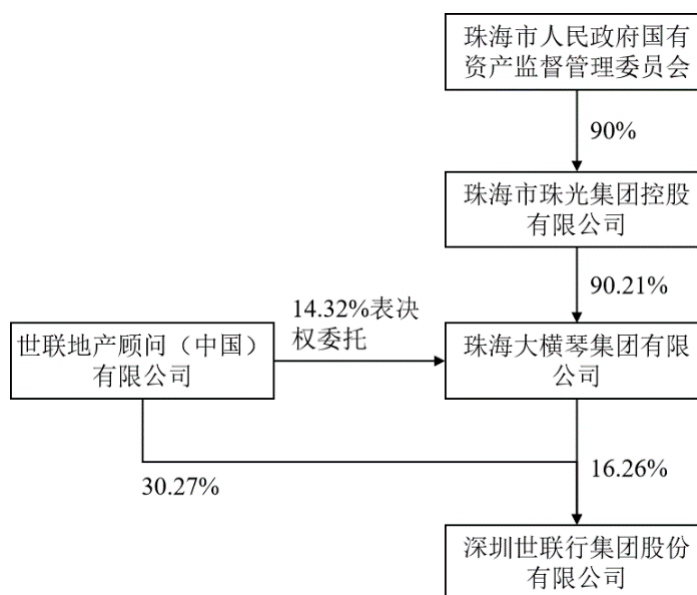 珠海市人民政府国有
资产监督管理委员会
90%
珠海市珠光集团控股
有限公司
90.21%
14.32%表决
权委托
世联地产顾问（中国）
有限公司
珠海大横琴集团有限
公司
30.27%
16.26%
深圳世联行集团股份
有限公司